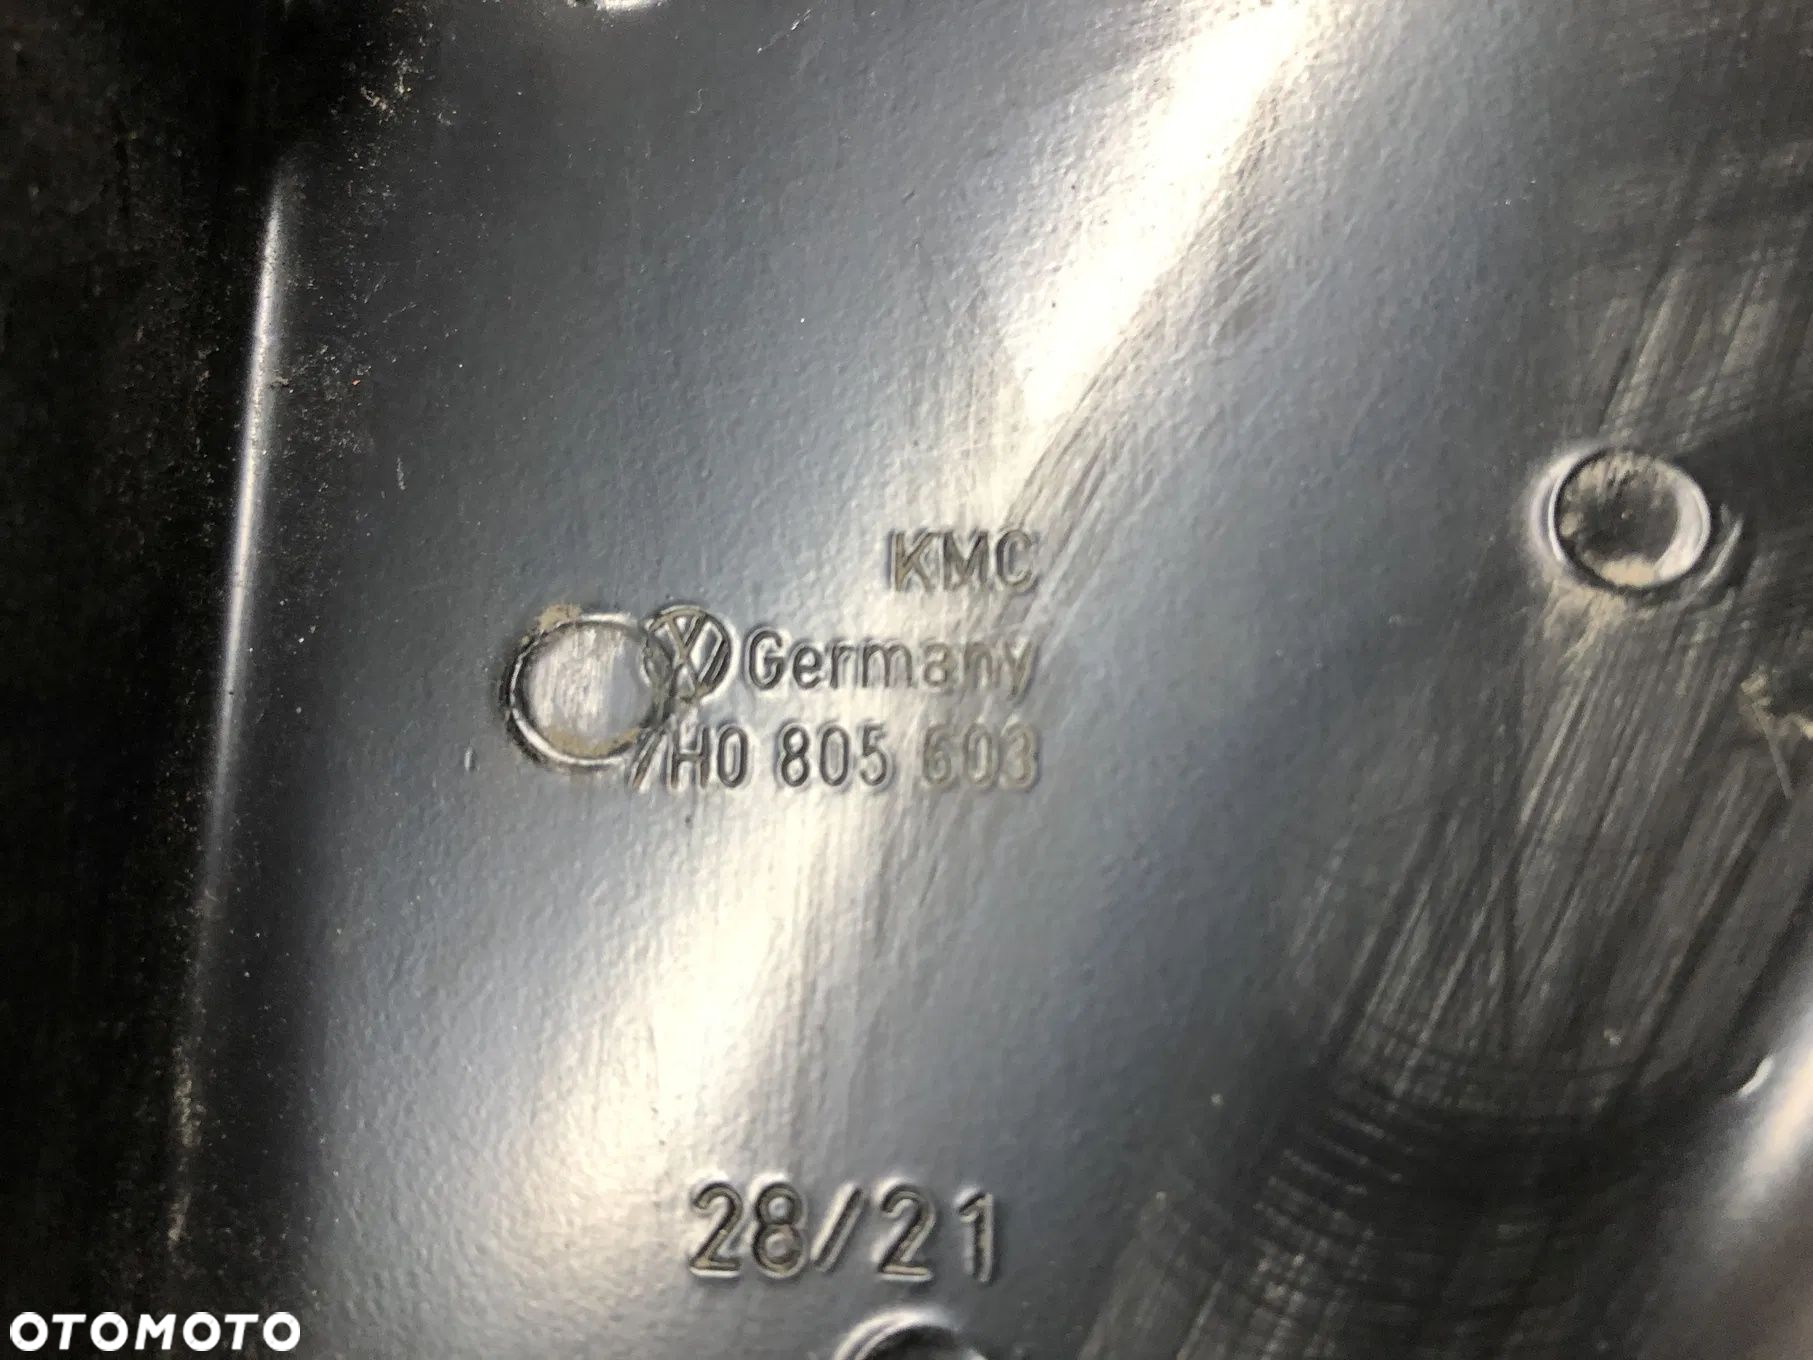 KMC
Germany
7H0 805 603
28/21
OTOMOTO